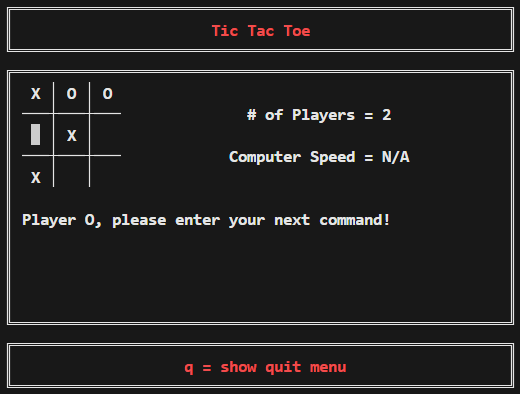 Tic Tac Toe
X O O
# of Players = 2
X
Computer Speed = N/A
X
Player O, please enter your next command!
q = show quit menu